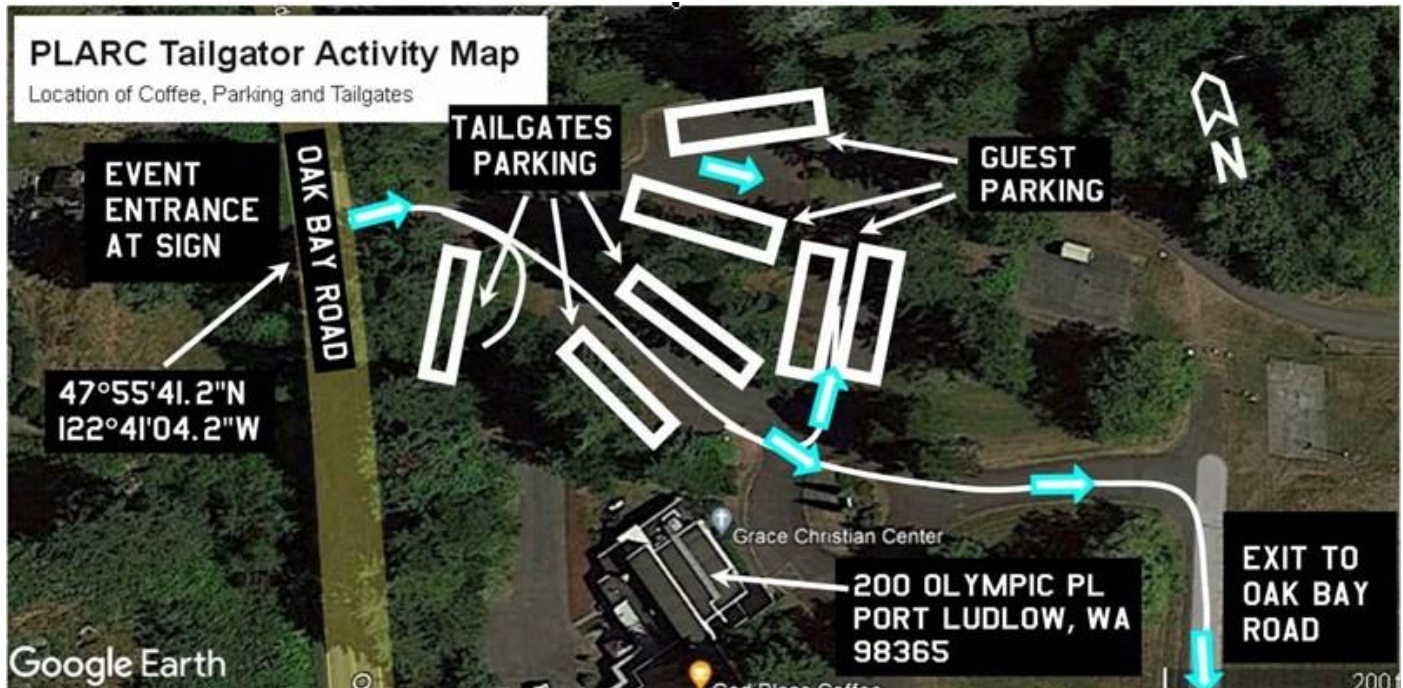 PLARC Tailgator Activity Map
Location of Coffee, Parking and Tailgates
TAILGATES
PARKING
GUEST
PARKING
N
EVENT
ENTRANCE
AT SIGN
OAK BAY ROAD
47°55'41.2"N
122°41'04.2"W
Grace Christian Center
200 OLYMPIC PL
PORT LUDLOW, WA
98365
EXIT TO
OAK BAY
ROAD
Google Earth
200 f